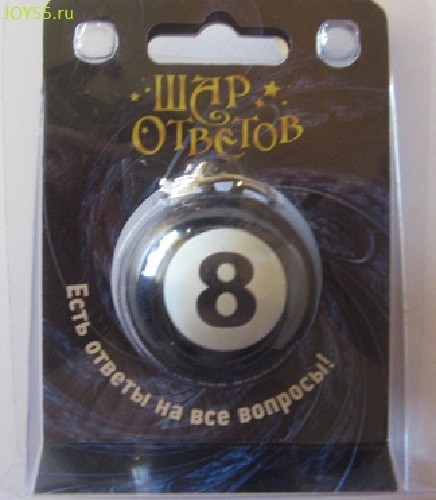 JOY55.ru
ШАР
ОТВЕТОВ
8
Есть ответы на все вопросы!